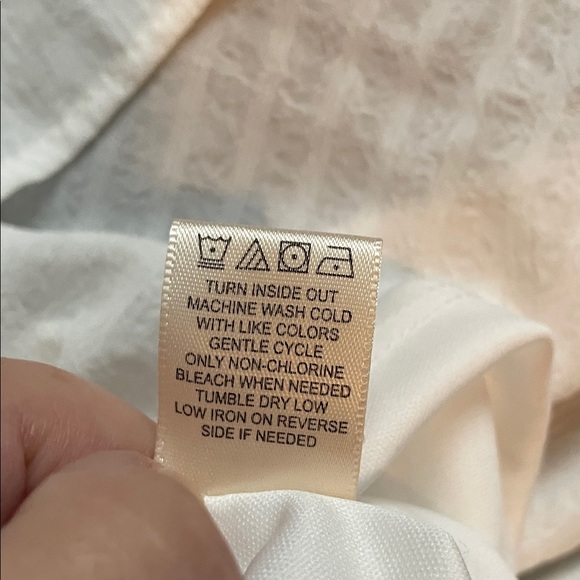 TURN INSIDE OUT
MACHINE WASH COLD
WITH LIKE COLORS
GENTLE CYCLE
ONLY NON-CHLORINE
BLEACH WHEN NEEDED
TUMBLE DRY LOW
LOW IRON ON REVERSE
SIDE IF NEEDED